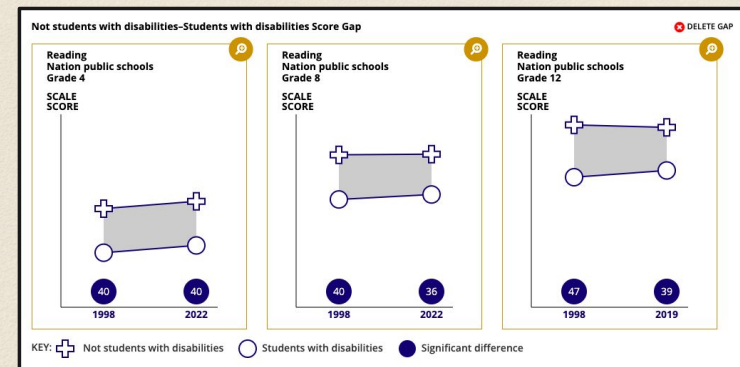 Not students with disabilities–Students with disabilities Score Gap
DELETE GAP
Reading
Nation public schools
Grade 4
SCALE
SCORE
40
40
1998
2022
Reading
Nation public schools
Grade 8
SCALE
SCORE
40
36
1998
2022
Reading
Nation public schools
Grade 12
SCALE
SCORE
47
39
1998
2019
KEY: Not students with disabilities Students with disabilities Significant difference